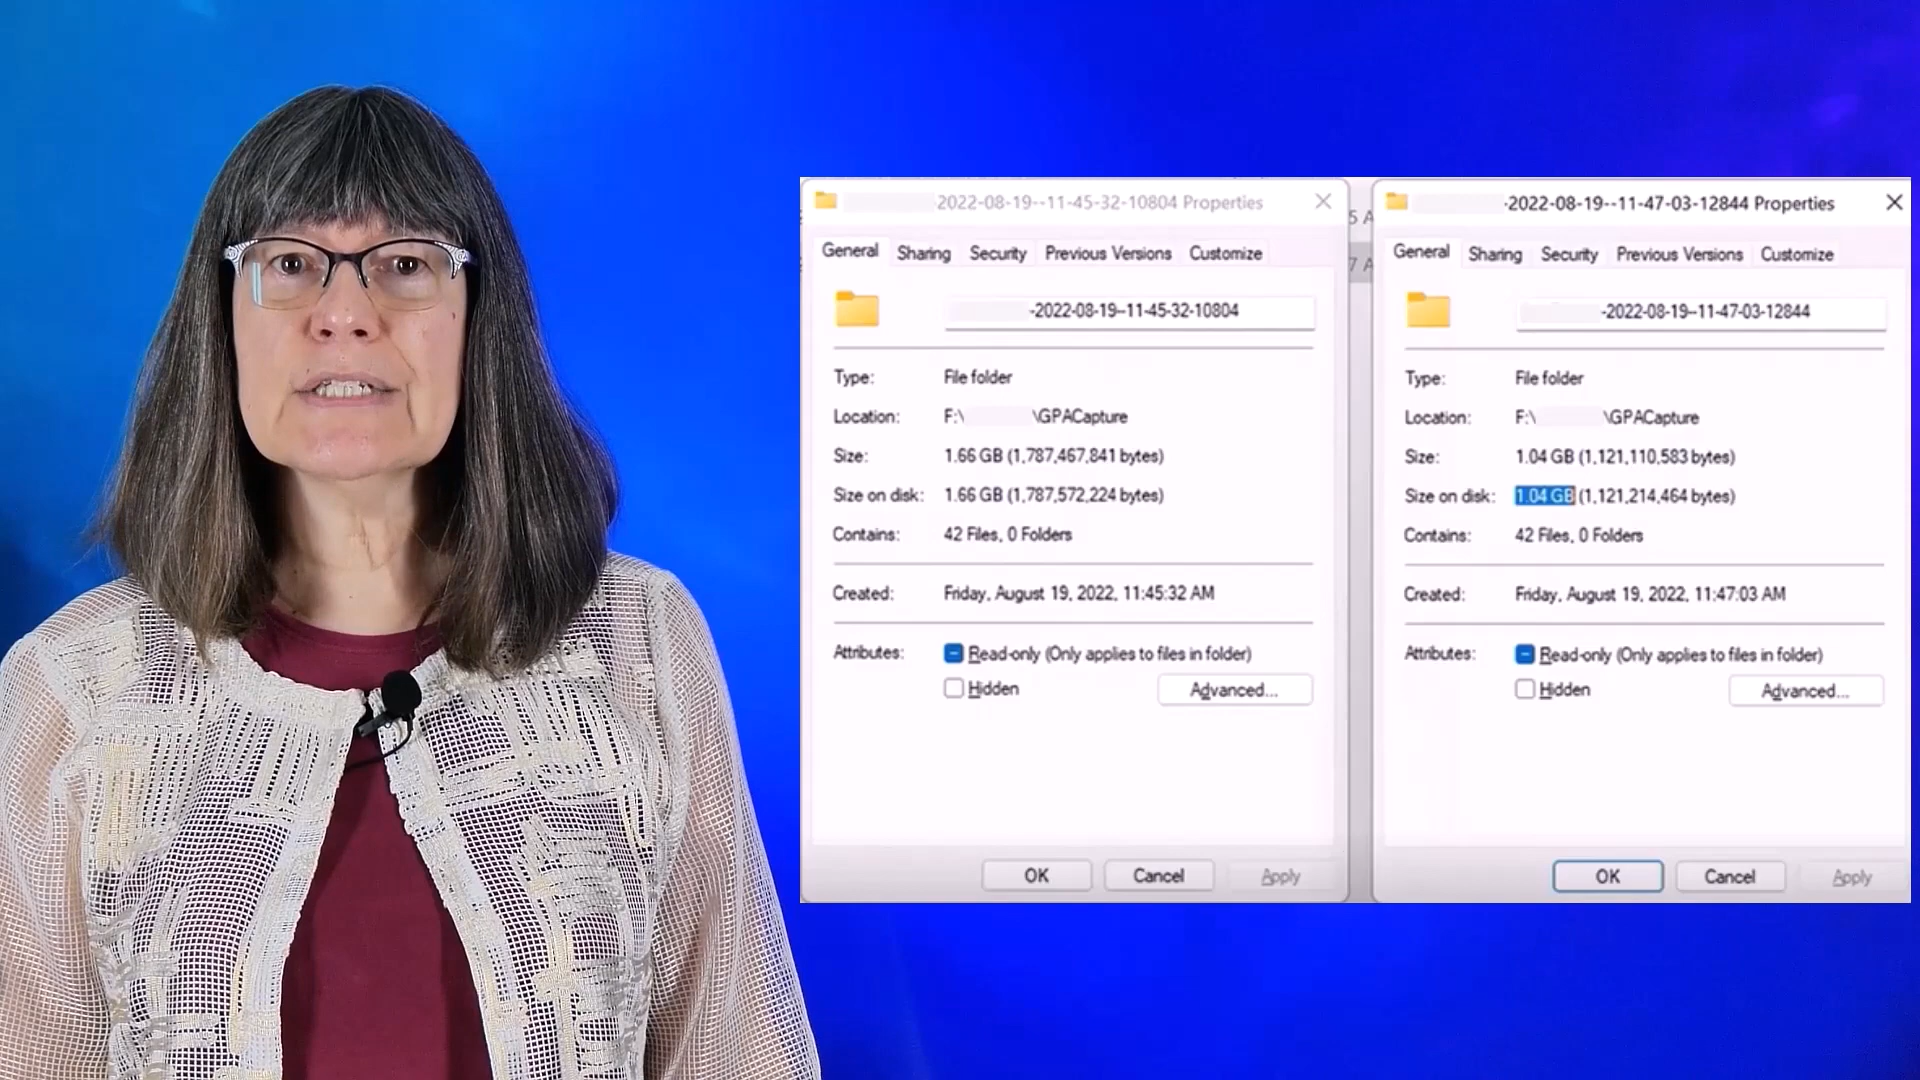 -2022-08-19--11-45-32-10804 Properties
General Sharing Security Previous Versions Customize
-2022-08-19--11-45-32-10804
Type: File folder
Location: F:\ \GPACapture
Size: 1.66 GB (1,787,467,841 bytes)
Size on disk: 1.66 GB (1,787,572,224 bytes)
Contains: 42 Files, 0 Folders
Created: Friday, August 19, 2022, 11:45:32 AM
Attributes: Read-only (Only applies to files in folder)
Hidden Advanced...
OK Cancel Apply
5 A
7 A
-2022-08-19--11-47-03-12844 Properties
General Sharing Security Previous Versions Customize
-2022-08-19--11-47-03-12844
Type: File folder
Location: F:\ \GPACapture
Size: 1.04 GB (1,121,110,583 bytes)
Size on disk: 1.04 GB (1,121,214,464 bytes)
Contains: 42 Files, 0 Folders
Created: Friday, August 19, 2022, 11:47:03 AM
Attributes: Read-only (Only applies to files in folder)
Hidden Advanced...
OK Cancel Apply